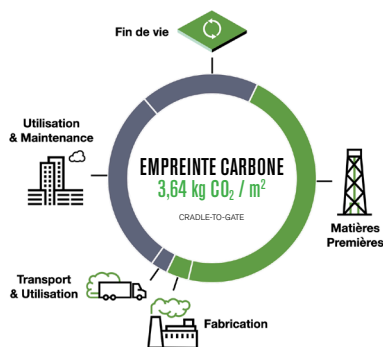 Fin de vie
Utilisation
& Maintenance
EMPREINTE CARBONE
3,64 kg CO₂ / m²
CRADLE-TO-GATE
Matières
Premières
Transport
& Utilisation
Fabrication